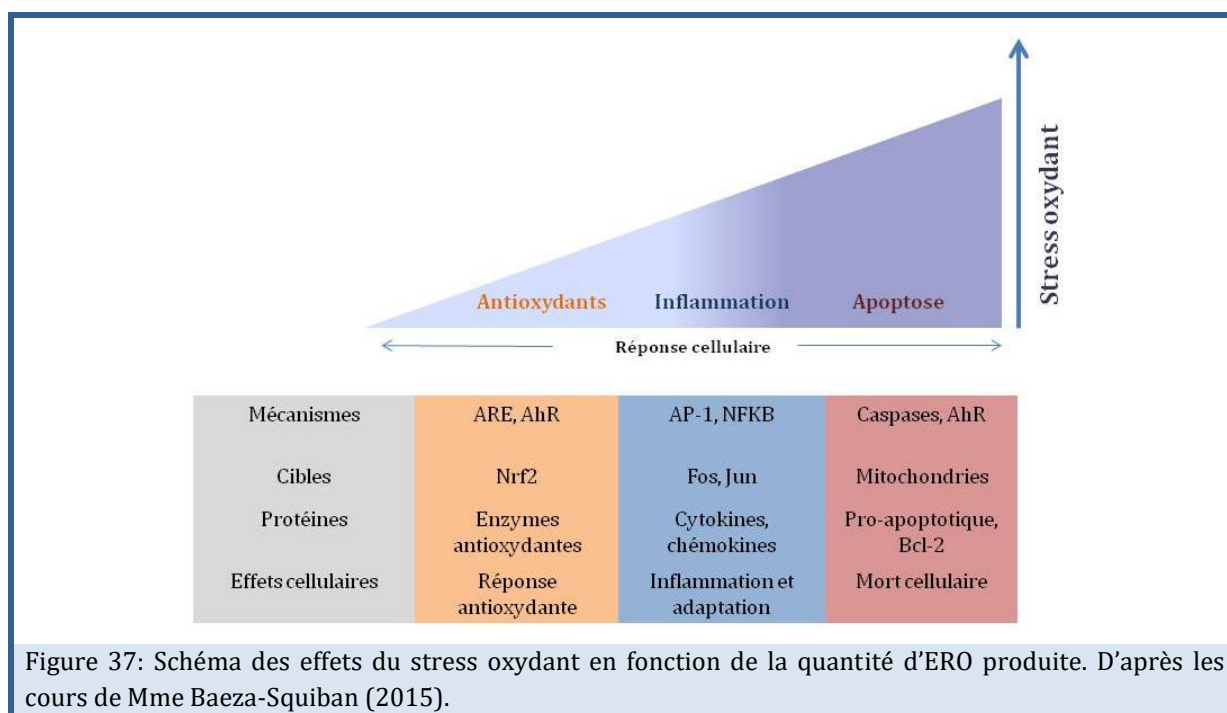 Stress oxydant
Antioxydants Inflammation Apoptose
Réponse cellulaire
Mécanismes ARE, AhR AP-1, NFKB Caspases, AhR
Cibles Nrf2 Fos, Jun Mitochondries
Protéines Enzymes Cytokines, Pro-apoptotique,
antioxydantes chémokines Bcl-2
Effets cellulaires Réponse Inflammation et Mort cellulaire
antioxydante adaptation
Figure 37: Schéma des effets du stress oxydant en fonction de la quantité d'ERO produite. D'après les
cours de Mme Baeza-Squiban (2015).